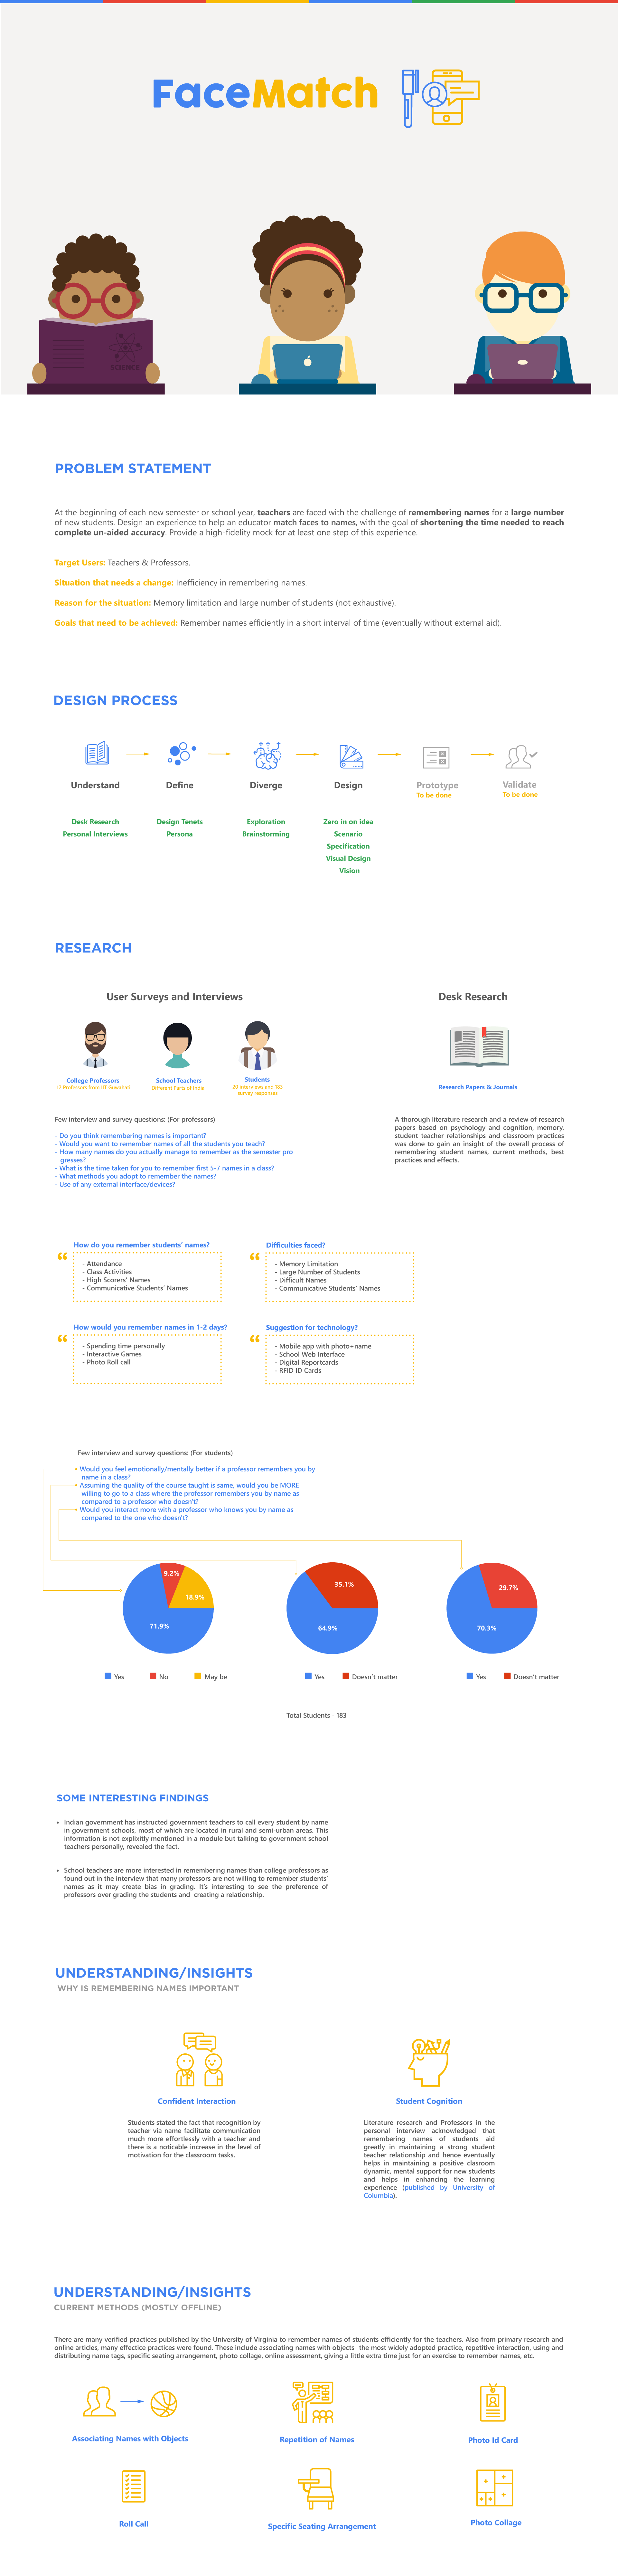 FaceMatch
SCIENCE
PROBLEM STATEMENT
At the beginning of each new semester or school year, teachers are faced with the challenge of remembering names for a large number
of new students. Design an experience to help an educator match faces to names, with the goal of shortening the time needed to reach
complete un-aided accuracy. Provide a high-fidelity mock for at least one step of this experience.
Target Users: Teachers & Professors.
Situation that needs a change: Inefficiency in remembering names.
Reason for the situation: Memory limitation and large number of students (not exhaustive).
Goals that need to be achieved: Remember names efficiently in a short interval of time (eventually without external aid).
DESIGN PROCESS
Understand
Define
Diverge
Design
Prototype
To be done
Validate
To be done
Desk Research
Personal Interviews
Design Tenets
Persona
Exploration
Brainstorming
Zero in on idea
Scenario
Specification
Visual Design
Vision
RESEARCH
User Surveys and Interviews
Desk Research
College Professors
12 Professors from IIT Guwahati
School Teachers
Different Parts of India
Students
20 interviews and 183
survey responses
Research Papers & Journals
Few interview and survey questions: (For professors)
- Do you think remembering names is important?
- Would you want to remember names of all the students you teach?
- How many names do you actually manage to remember as the semester pro
gresses?
- What is the time taken for you to remember first 5-7 names in a class?
- What methods you adopt to remember the names?
- Use of any external interface/devices?
A thorough literature research and a review of research
papers based on psychology and cognition, memory,
student teacher relationships and classroom practices
was done to gain an insight of the overall process of
remembering student names, current methods, best
practices and effects.
How do you remember students' names?
- Attendance
- Class Activities
- High Scorers' Names
- Communicative Students' Names
Difficulties faced?
- Memory Limitation
- Large Number of Students
- Difficult Names
- Communicative Students' Names
How would you remember names in 1-2 days?
- Spending time personally
- Interactive Games
- Photo Roll call
Suggestion for technology?
- Mobile app with photo+name
- School Web Interface
- Digital Reportcards
- RFID ID Cards
Few interview and survey questions: (For students)
Would you feel emotionally/mentally better if a professor remembers you by
name in a class?
Assuming the quality of the course taught is same, would you be MORE
willing to go to a class where the professor remembers you by name as
compared to a professor who doesn't?
Would you interact more with a professor who knows you by name as
compared to the one who doesn't?
9.2%
18.9%
71.9%
35.1%
64.9%
29.7%
70.3%
Yes
No
May be
Yes
Doesn't matter
Yes
Doesn't matter
Total Students - 183
SOME INTERESTING FINDINGS
• Indian government has instructed government teachers to call every student by name
in government schools, most of which are located in rural and semi-urban areas. This
information is not explixitly mentioned in a module but talking to government school
teachers personally, revealed the fact.
• School teachers are more interested in remembering names than college professors as
found out in the interview that many professors are not willing to remember students'
names as it may create bias in grading. It's interesting to see the preference of
professors over grading the students and creating a relationship.
UNDERSTANDING/INSIGHTS
WHY IS REMEMBERING NAMES IMPORTANT
Confident Interaction
Students stated the fact that recognition by
teacher via name facilitate communication
much more effortlessly with a teacher and
there is a noticable increase in the level of
motivation for the classroom tasks.
Student Cognition
Literature research and Professors in the
personal interview acknowledged that
remembering names of students aid
greatly in maintaining a strong student
teacher relationship and hence eventually
helps in maintaining a positive claasroom
dynamic, mental support for new students
and helps in enhancing the learning
experience (published by University of
Columbia).
UNDERSTANDING/INSIGHTS
CURRENT METHODS (MOSTLY OFFLINE)
There are many verified practices published by the University of Virginia to remember names of students efficiently for the teachers. Also from primary research and
online articles, many effectice practices were found. These include associating names with objects- the most widely adopted practice, repetitive interaction, using and
distributing name tags, specific seating arrangement, photo collage, online assessment, giving a little extra time just for an exercise to remember names, etc.
Associating Names with Objects
Repetition of Names
Photo Id Card
Roll Call
Specific Seating Arrangement
Photo Collage